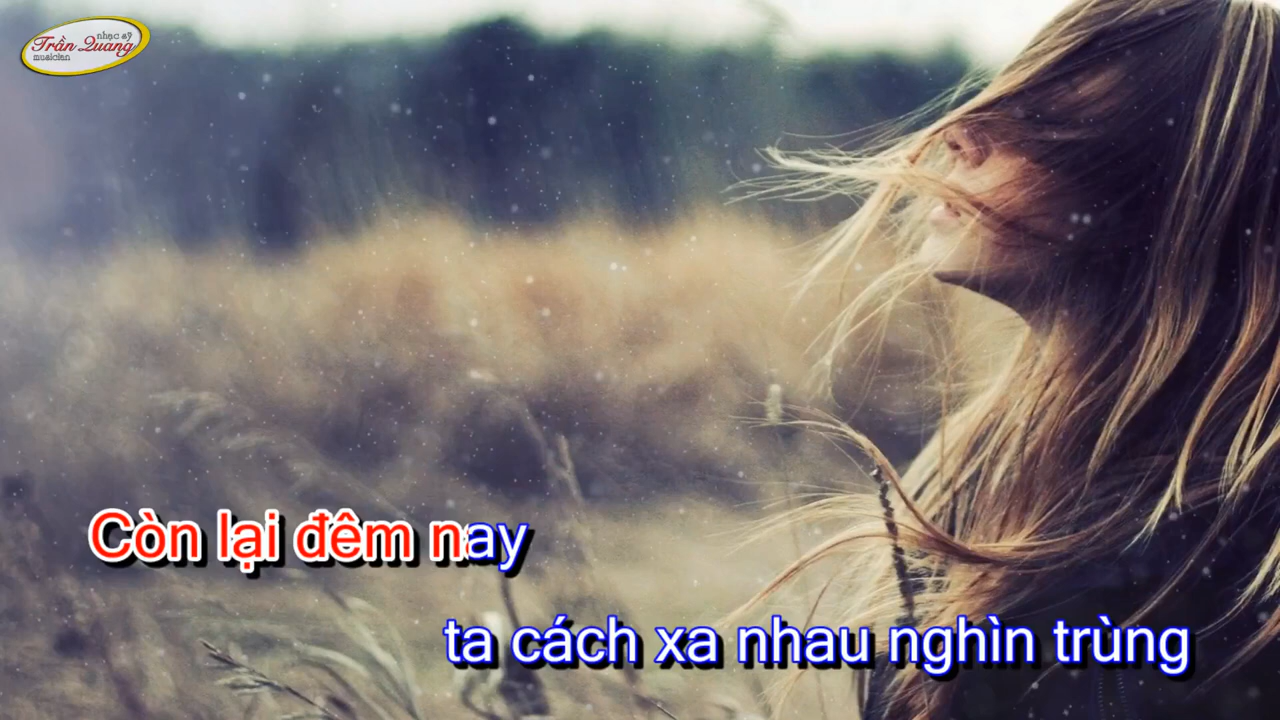 nhạc sỹ
Trần Quang
musician
Còn lại đêm nay
ta cách xa nhau nghìn trùng